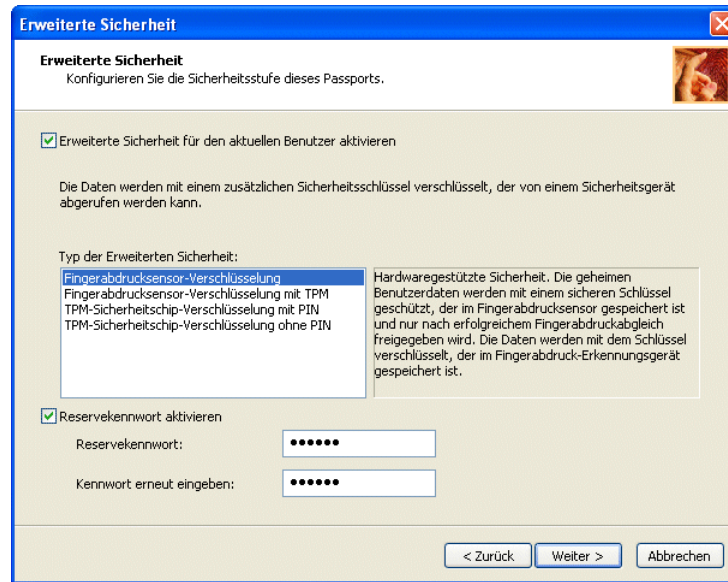 Erweiterte Sicherheit
Erweiterte Sicherheit
Konfigurieren Sie die Sicherheitsstufe dieses Passports.
Erweiterte Sicherheit für den aktuellen Benutzer aktivieren
Die Daten werden mit einem zusätzlichen Sicherheitsschlüssel verschlüsselt, der von einem Sicherheitsgerät
abgerufen werden kann.
Typ der Erweiterten Sicherheit:
Fingerabdrucksensor-Verschlüsselung
Fingerabdrucksensor-Verschlüsselung mit TPM
TPM-Sicherheitschip-Verschlüsselung mit PIN
TPM-Sicherheitschip-Verschlüsselung ohne PIN
Hardwaregestützte Sicherheit. Die geheimen
Benutzerdaten werden mit einem sicheren Schlüssel
geschützt, der im Fingerabdrucksensor gespeichert ist
und nur nach erfolgreichem Fingerabdruckabgleich
freigegeben wird. Die Daten werden mit dem Schlüssel
verschlüsselt, der im Fingerabdruck-Erkennungsgerät
gespeichert ist.
Reservekennwort aktivieren
Reservekennwort: ●●●●●●
Kennwort erneut eingeben: ●●●●●●
< Zurück Weiter > Abbrechen